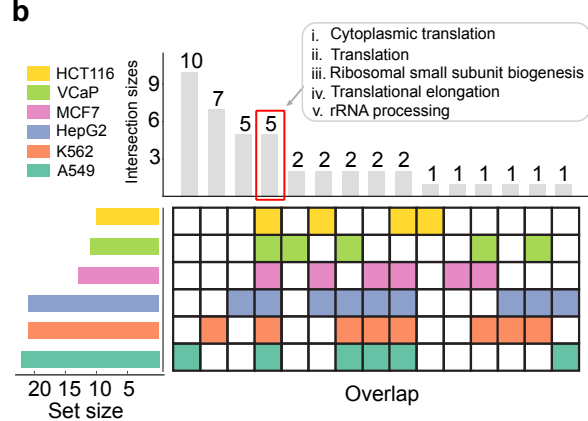 b
i. Cytoplasmic translation
ii. Translation
iii. Ribosomal small subunit biogenesis
iv. Translational elongation
v. rRNA processing
HCT116
VCaP
MCF7
HepG2
K562
A549
Intersection sizes
9
6
3
10 7 5 5 2 2 2 2 2 1 1 1 1 1 1
20 15 10 5
Set size
Overlap